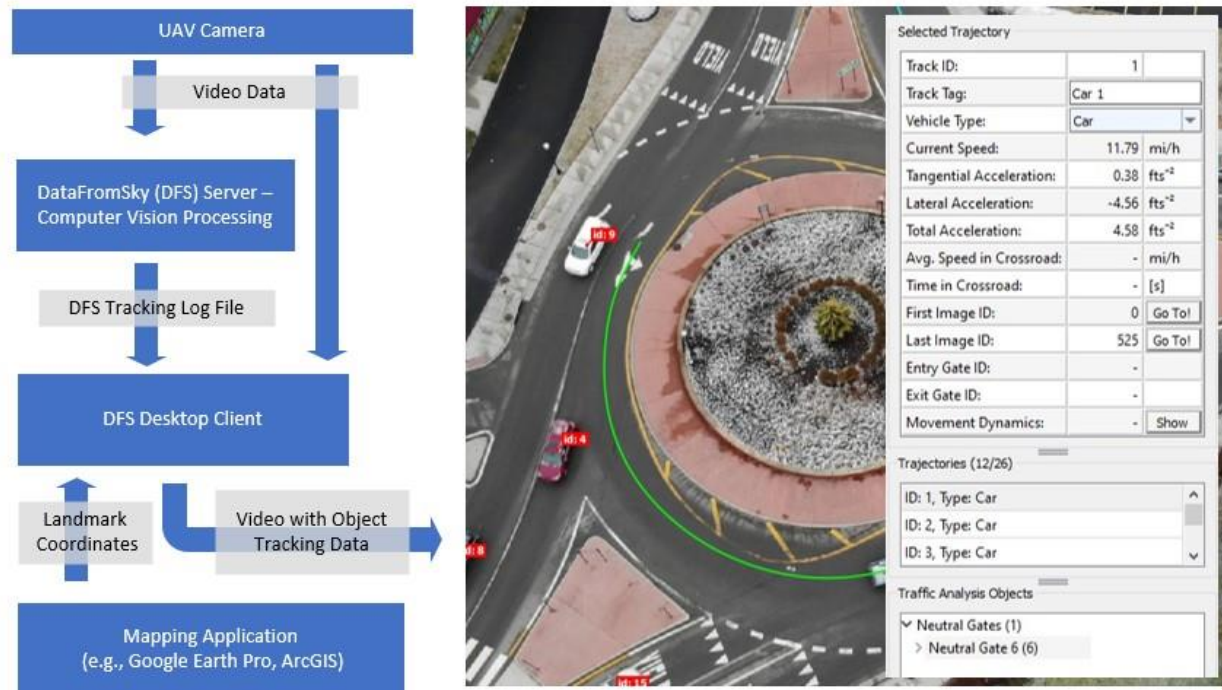 UAV Camera
Video Data
DataFromSky (DFS) Server –
Computer Vision Processing
DFS Tracking Log File
DFS Desktop Client
Landmark
Coordinates
Video with Object
Tracking Data
Mapping Application
(e.g., Google Earth Pro, ArcGIS)
YIELD
YIELD
id: 9
id: 4
id: 8
id: 15
Selected Trajectory
Track ID: 1
Track Tag: Car 1
Vehicle Type: Car
Current Speed: 11.79 mi/h
Tangential Acceleration: 0.38 fts⁻²
Lateral Acceleration: -4.56 fts⁻²
Total Acceleration: 4.58 fts⁻²
Avg. Speed in Crossroad: - mi/h
Time in Crossroad: - [s]
First Image ID: 0 Go To!
Last Image ID: 525 Go To!
Entry Gate ID: -
Exit Gate ID: -
Movement Dynamics: - Show
Trajectories (12/26)
ID: 1, Type: Car
ID: 2, Type: Car
ID: 3, Type: Car
Traffic Analysis Objects
Neutral Gates (1)
Neutral Gate 6 (6)